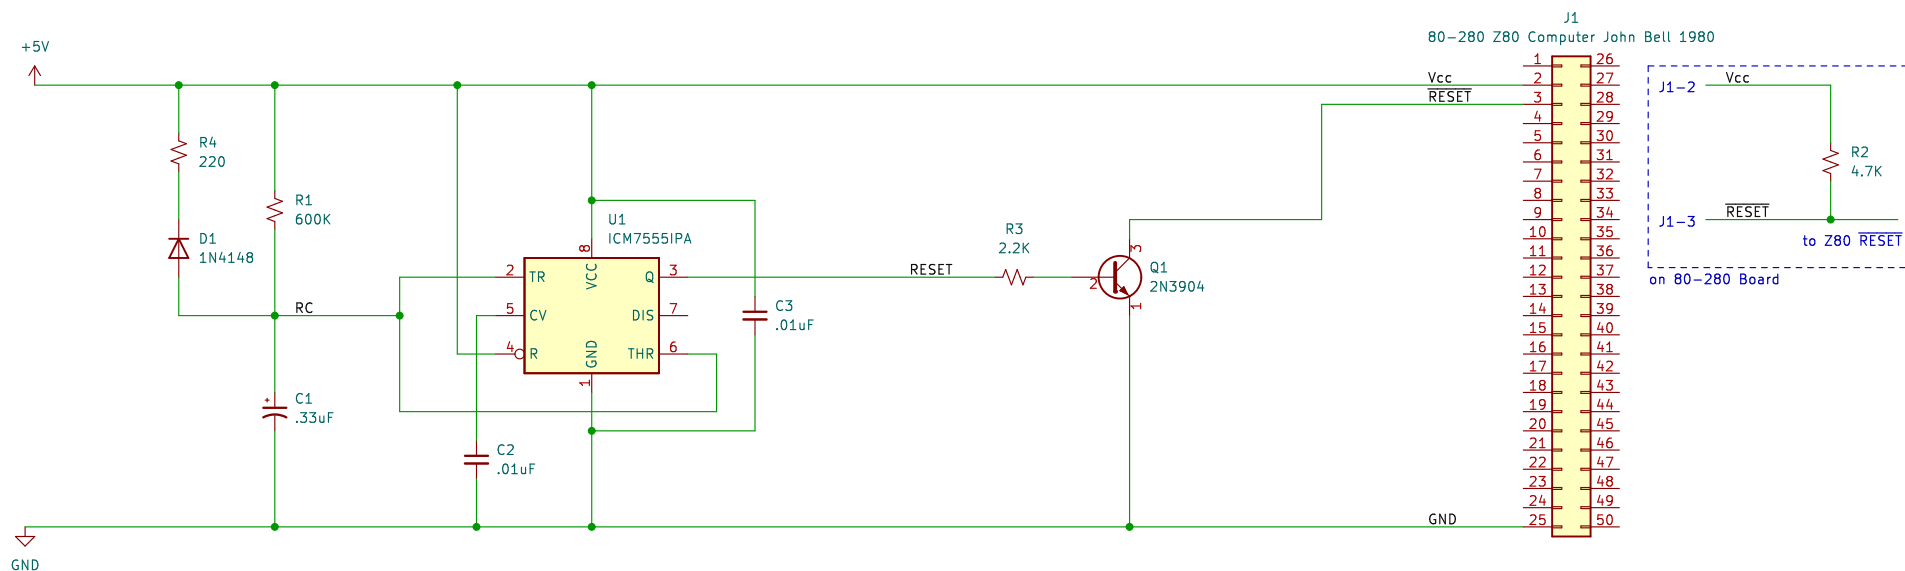 J1
80-280 Z80 Computer John Bell 1980
+5V
1
26
Vcc
2
27
RESET
3
28
4
29
5
30
6
31
7
32
8
33
9
34
10
35
11
36
12
37
13
38
14
39
15
40
16
41
17
42
18
43
19
44
20
45
21
46
22
47
23
48
24
49
GND
25
50
J1-2
Vcc
R2
4.7K
J1-3
RESET
to Z80 RESET
on 80-280 Board
R4
220
R1
600K
D1
1N4148
RC
C1
.33uF
U1
ICM7555IPA
8
VCC
2
TR
Q
3
5
CV
DIS
7
4
R
GND
THR
6
1
C2
.01uF
C3
.01uF
RESET
R3
2.2K
3
2
1
Q1
2N3904
GND